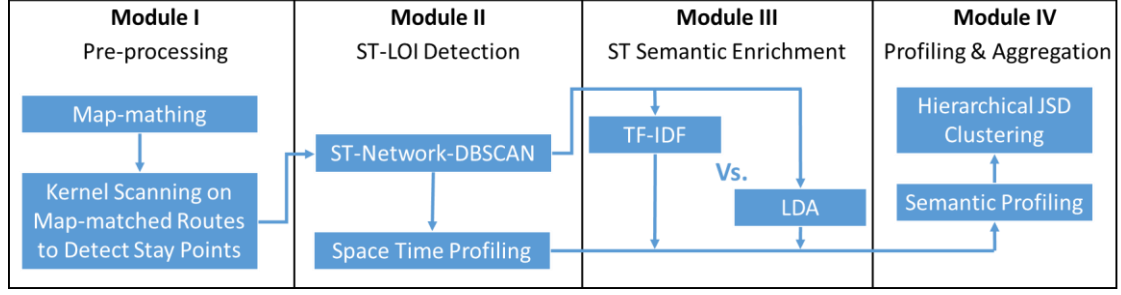 Module I
Pre-processing
Map-mathing
Kernel Scanning on
Map-matched Routes
to Detect Stay Points
Module II
ST-LOI Detection
ST-Network-DBSCAN
Space Time Profiling
Module III
ST Semantic Enrichment
TF-IDF
Vs.
LDA
Module IV
Profiling & Aggregation
Hierarchical JSD
Clustering
Semantic Profiling